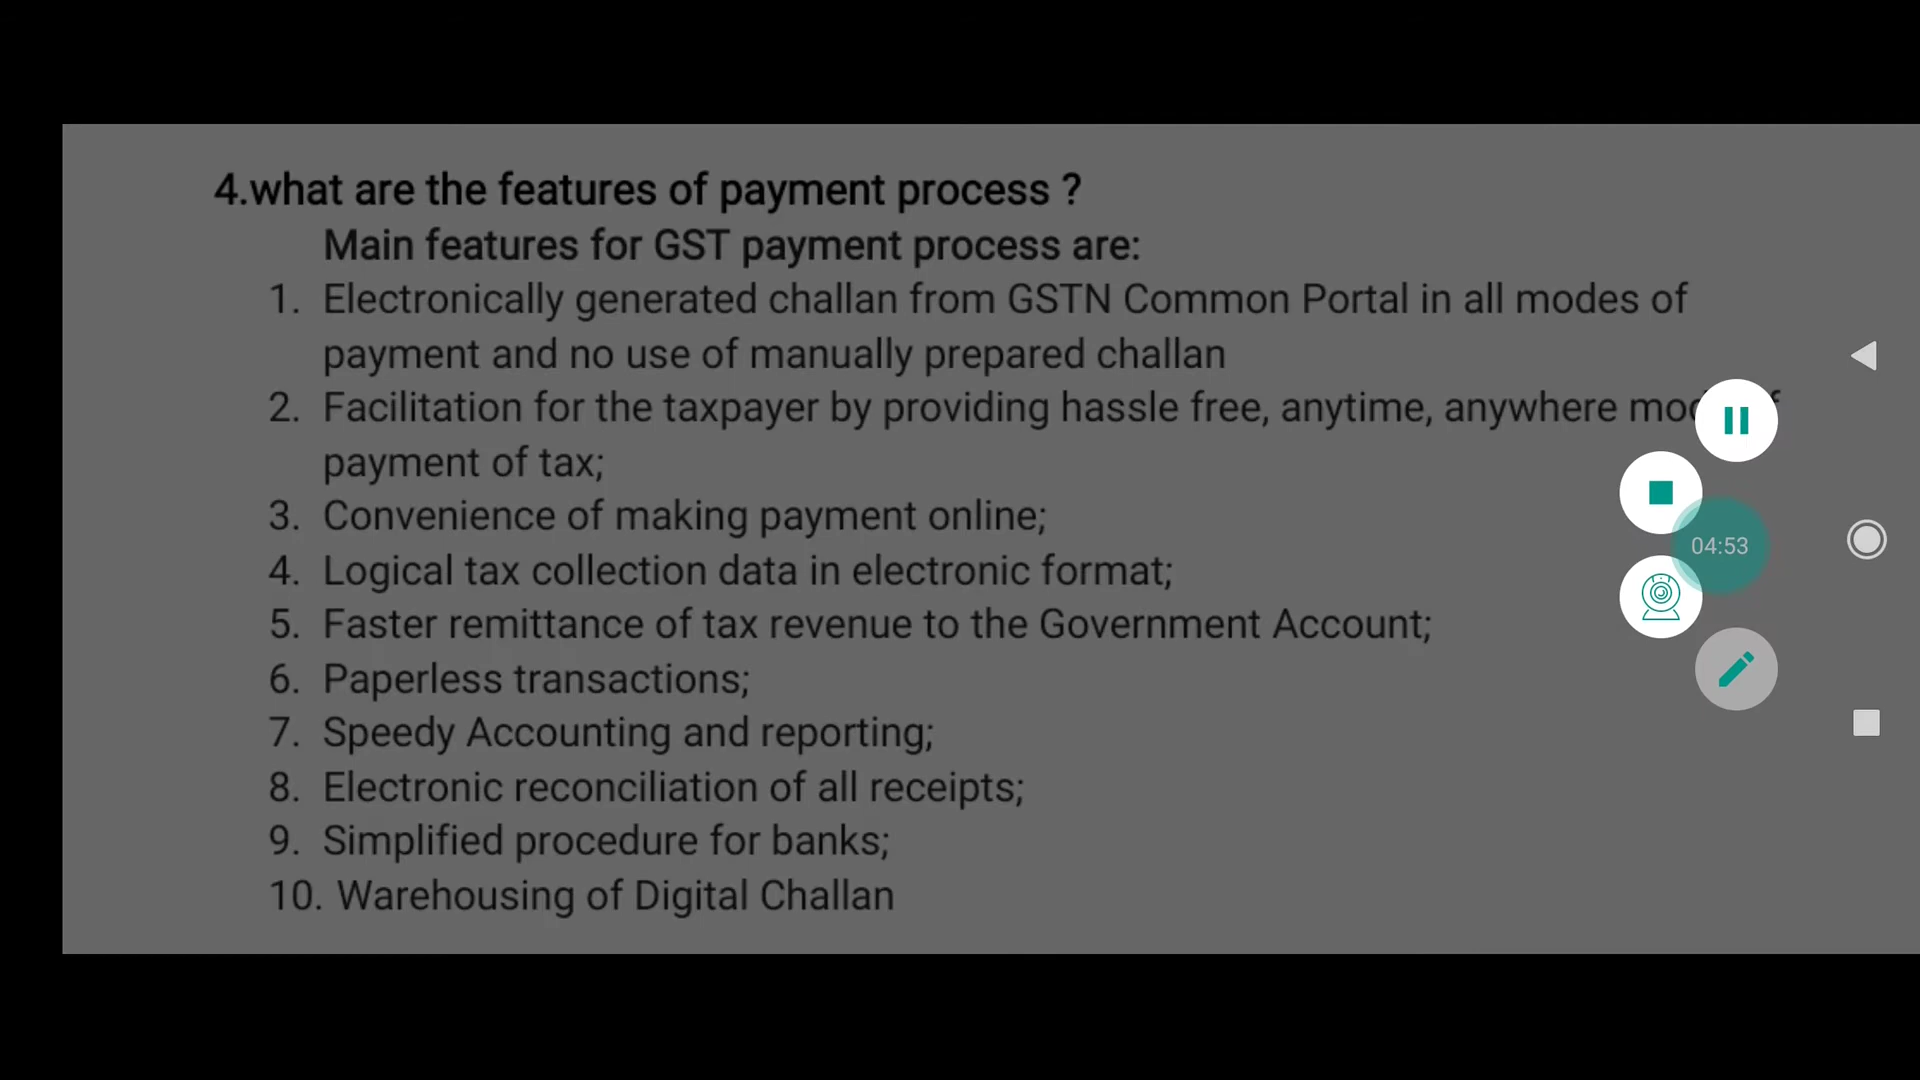 4.what are the features of payment process ?
Main features for GST payment process are:
1. Electronically generated challan from GSTN Common Portal in all modes of
payment and no use of manually prepared challan
2. Facilitation for the taxpayer by providing hassle free, anytime, anywhere
payment of tax;
3. Convenience of making payment online;
4. Logical tax collection data in electronic format;
5. Faster remittance of tax revenue to the Government Account;
6. Paperless transactions;
7. Speedy Accounting and reporting;
8. Electronic reconciliation of all receipts;
9. Simplified procedure for banks;
10. Warehousing of Digital Challan
04:53